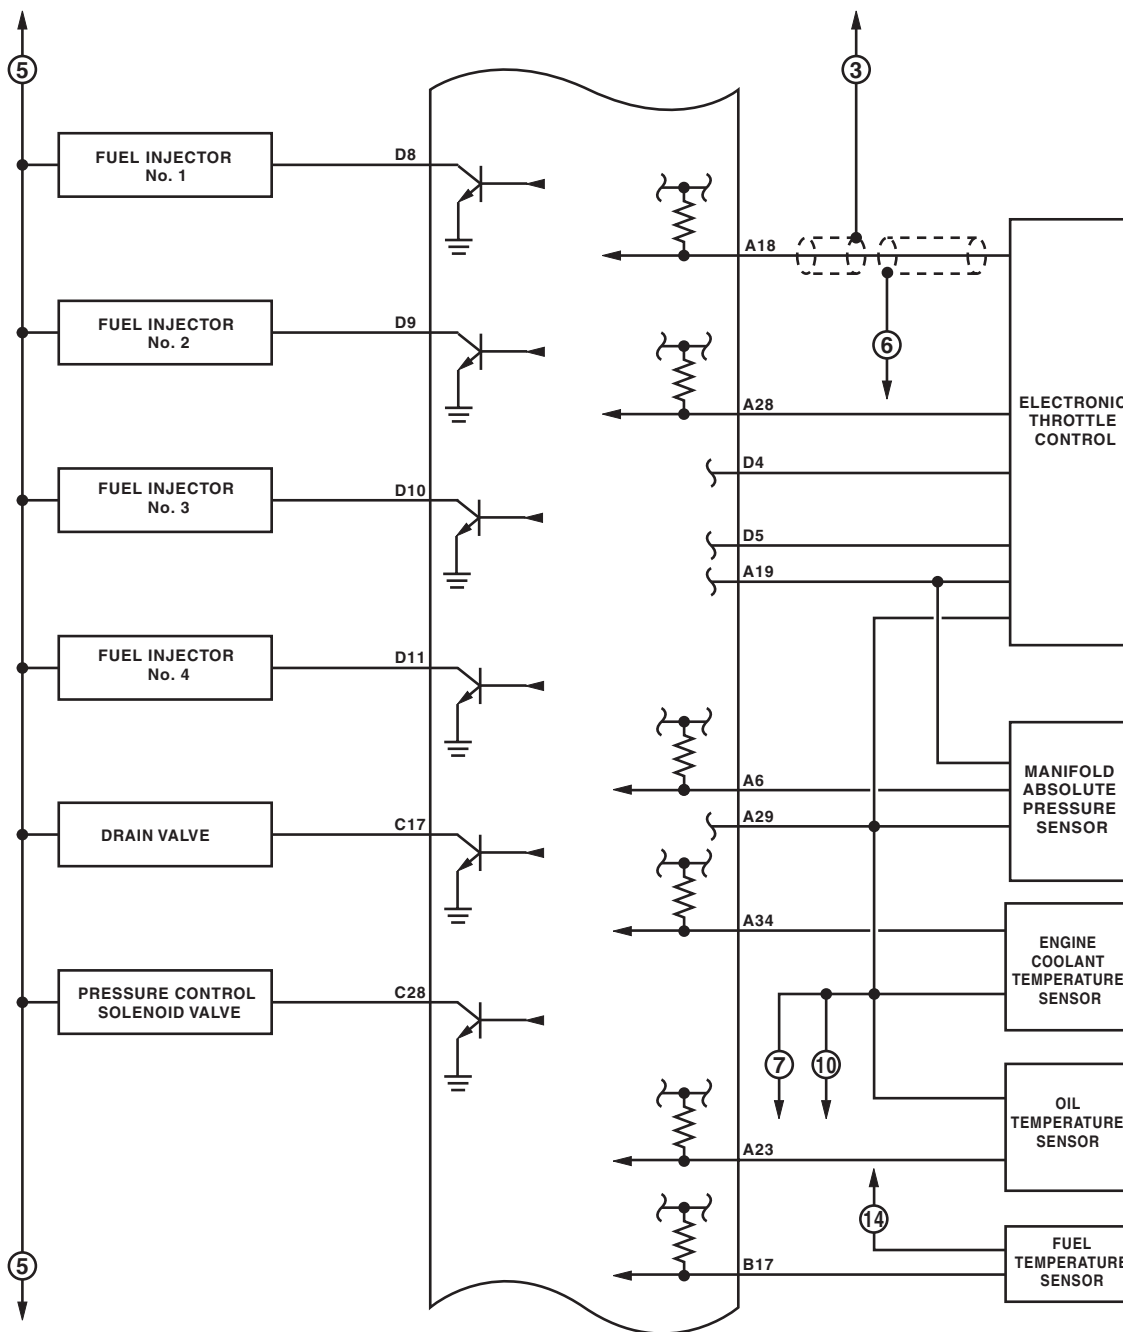 5
3
FUEL INJECTOR
No. 1
D8
A18
FUEL INJECTOR
No. 2
D9
6
A28
ELECTRONIC
THROTTLE
CONTROL
D4
FUEL INJECTOR
No. 3
D10
D5
A19
FUEL INJECTOR
No. 4
D11
A6
MANIFOLD
ABSOLUTE
PRESSURE
SENSOR
DRAIN VALVE
C17
A29
A34
ENGINE
COOLANT
TEMPERATURE
SENSOR
PRESSURE CONTROL
SOLENOID VALVE
C28
7
10
OIL
TEMPERATURE
SENSOR
A23
14
FUEL
TEMPERATURE
SENSOR
B17
5